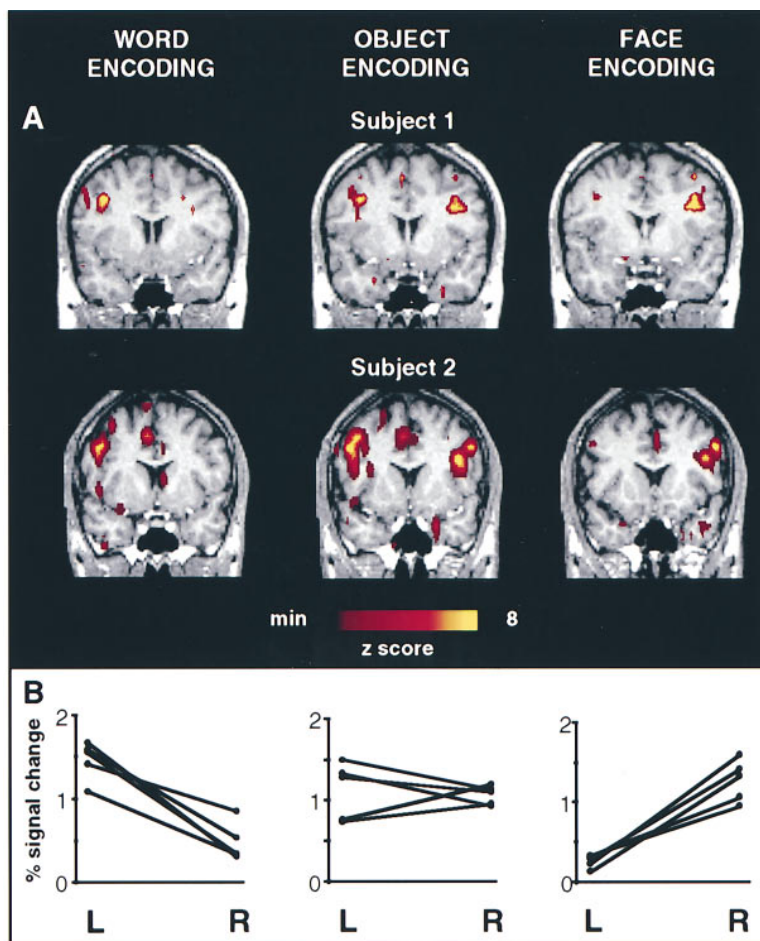 WORD OBJECT FACE
ENCODING ENCODING ENCODING
A
Subject 1
Subject 2
min 8
z score
B
% signal change
2 2 2
1 1 1
0 0 0
L R L R L R